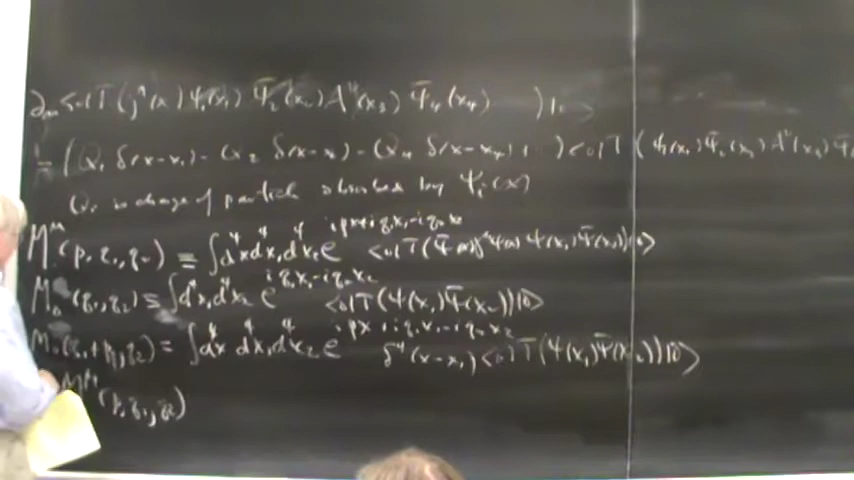 ∂_μ <0|T(j^μ(x) ψ_1(x_1) ψ̄_2(x_2) A^ν(x_3) ψ̄_4(x_4) )|0>
= (Q_1 δ(x-x_1) - Q_2 δ(x-x_2) - Q_4 δ(x-x_4) + ) <0|T(ψ_1(x_1) ψ̄_2(x_2) A^ν(x_3) ψ̄
Q_i is charge of particle absorbed by ψ_i(x)
M^μ(p, q_1, q_2) = ∫d^4x d^4x_1 d^4x_2 e^{ipx+iq_1x_1-iq_2x_2} <0|T(ψ̄(x)γ^μψ(x) ψ(x_1)ψ̄(x_2))|0>
M_0(q_1, q_2) = ∫d^4x_1 d^4x_2 e^{iq_1x_1-iq_2x_2} <0|T(ψ(x_1)ψ̄(x_2))|0>
M_0(q_1+p, q_2) = ∫d^4x d^4x_1 d^4x_2 e^{ipx+iq_1x_1-iq_2x_2} δ^4(x-x_1) <0|T(ψ(x_1)ψ̄(x_2))|0>
M^μ(p, q_1, q_2)